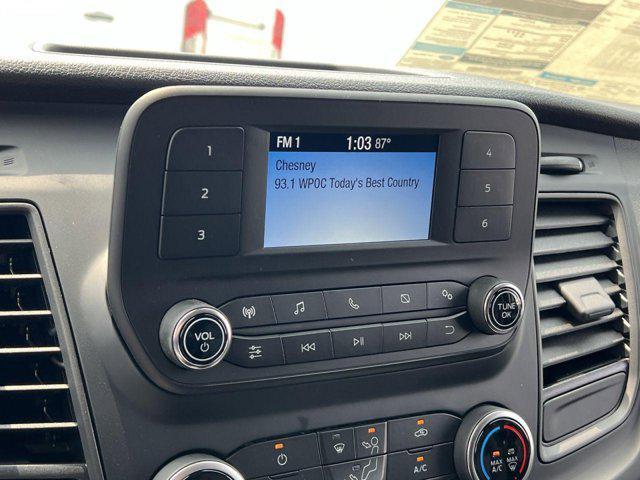 FM 1 1:03 87°
Chesney
93.1 WPOC Today's Best Country
1
2
3
4
5
6
VOL
TUNE
OK
A/C
MAX
A/C
MAX